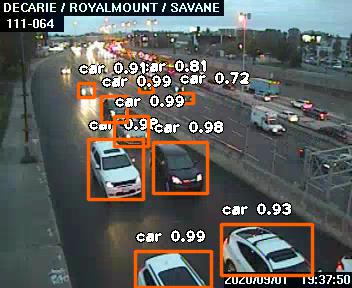 DECARIE / ROYALMOUNT / SAVANE
111-064
car 0.91
car 0.81
car 0.99
car 0.72
car 0.99
car 0.98
car 0.93
car 0.99
2020/09/01 19:37:50